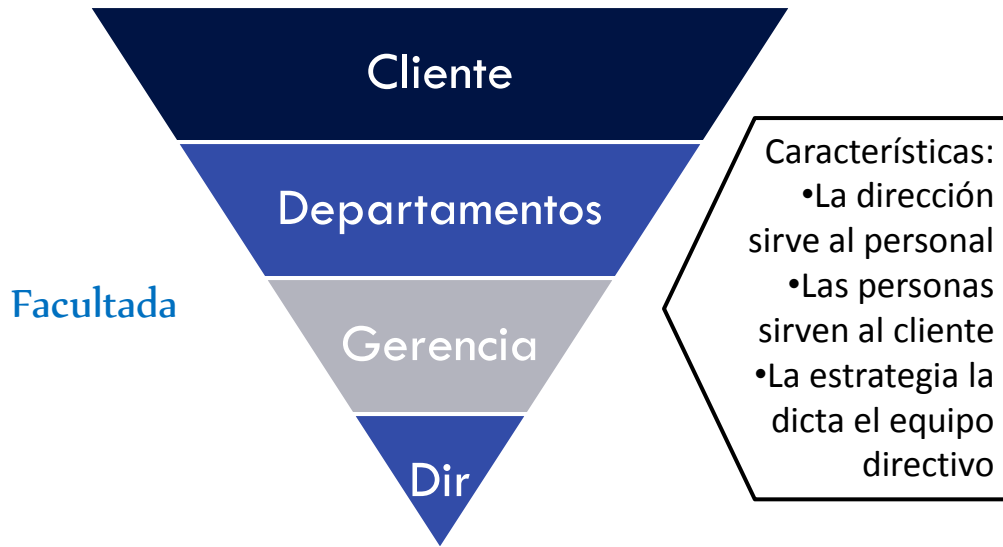 Cliente
Departamentos
Facultada
Gerencia
Dir
Características:
•La dirección
sirve al personal
•Las personas
sirven al cliente
•La estrategia la
dicta el equipo
directivo